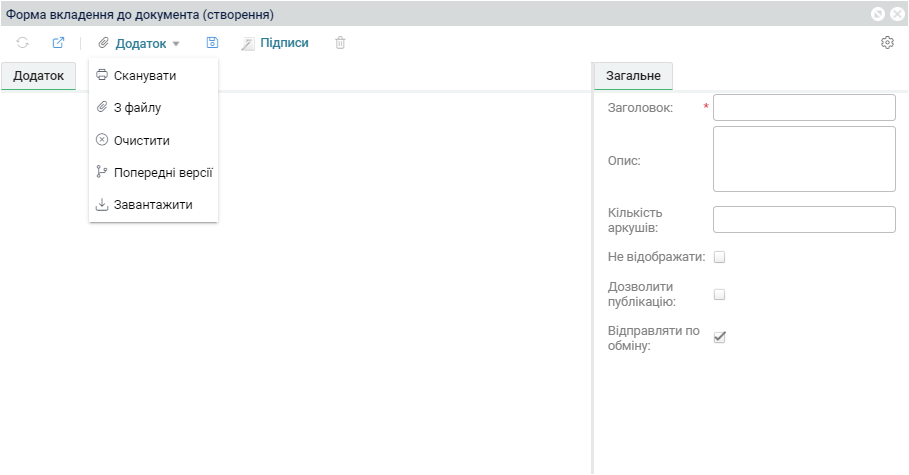 Форма вкладення до документа (створення)
Додаток
Підписи
Сканувати
З файлу
Очистити
Попередні версії
Завантажити
Додаток
Загальне
Заголовок: *
Опис:
Кількість
аркушів:
Не відображати:
Дозволити
публікацію:
Відправляти по
обміну: